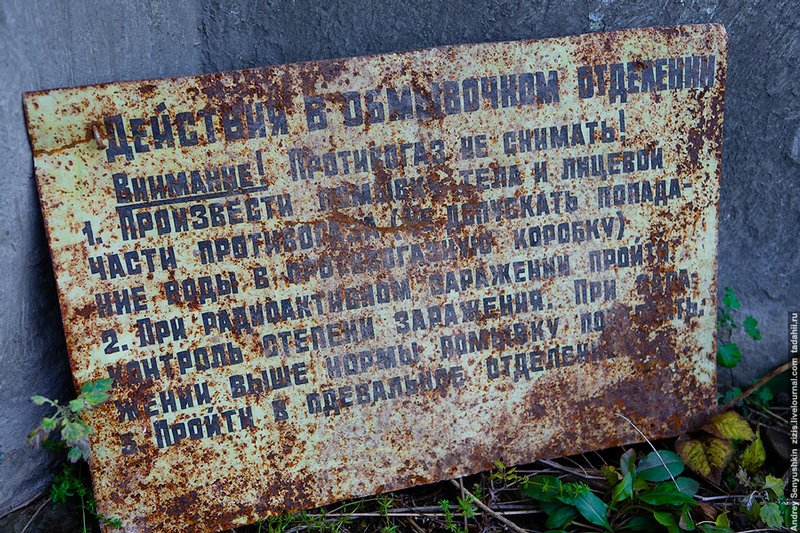 Действия в обмывочном отделении
Внимание! Противогаз не снимать!
1. Произвести обмывку тела и лицевой
части противогаза (не допускать попада-
ние воды в противогазную коробку)
2. При радиоактивном заражении пройти
контроль степени заражения. При зара-
жении выше нормы помывку повторить.
3. Пройти в одевальное отделение
Andrey Senyushkin zizis.livejournal.com tadahil.ru